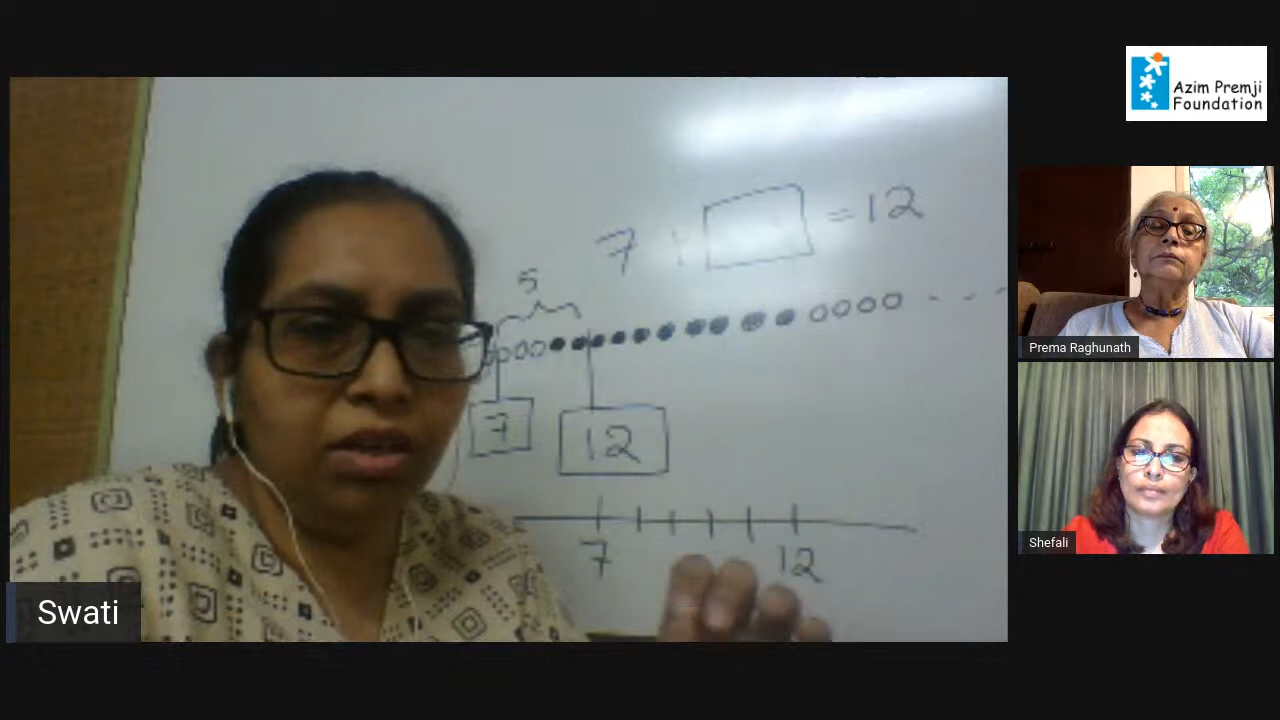 Azim Premji
Foundation
7 + = 12
5
7
12
7 12
Prema Raghunath
Shefali
Swati